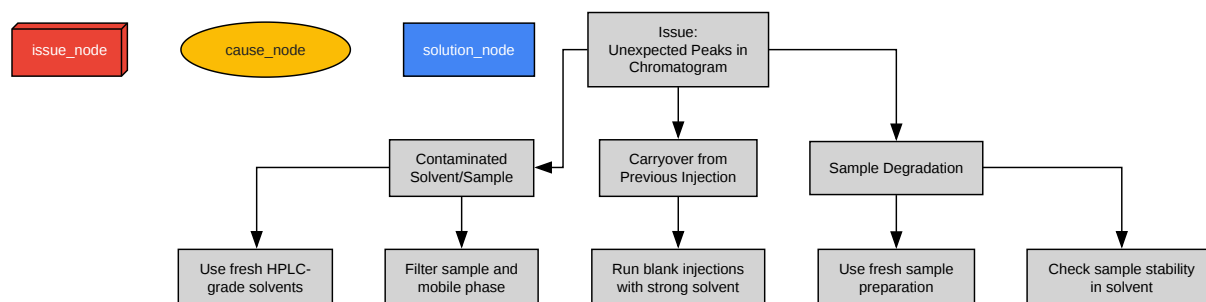 issue_node
cause_node
solution_node
Issue:
Unexpected Peaks in
Chromatogram
Contaminated
Solvent/Sample
Carryover from
Previous Injection
Sample Degradation
Use fresh HPLC-
grade solvents
Filter sample and
mobile phase
Run blank injections
with strong solvent
Use fresh sample
preparation
Check sample stability
in solvent